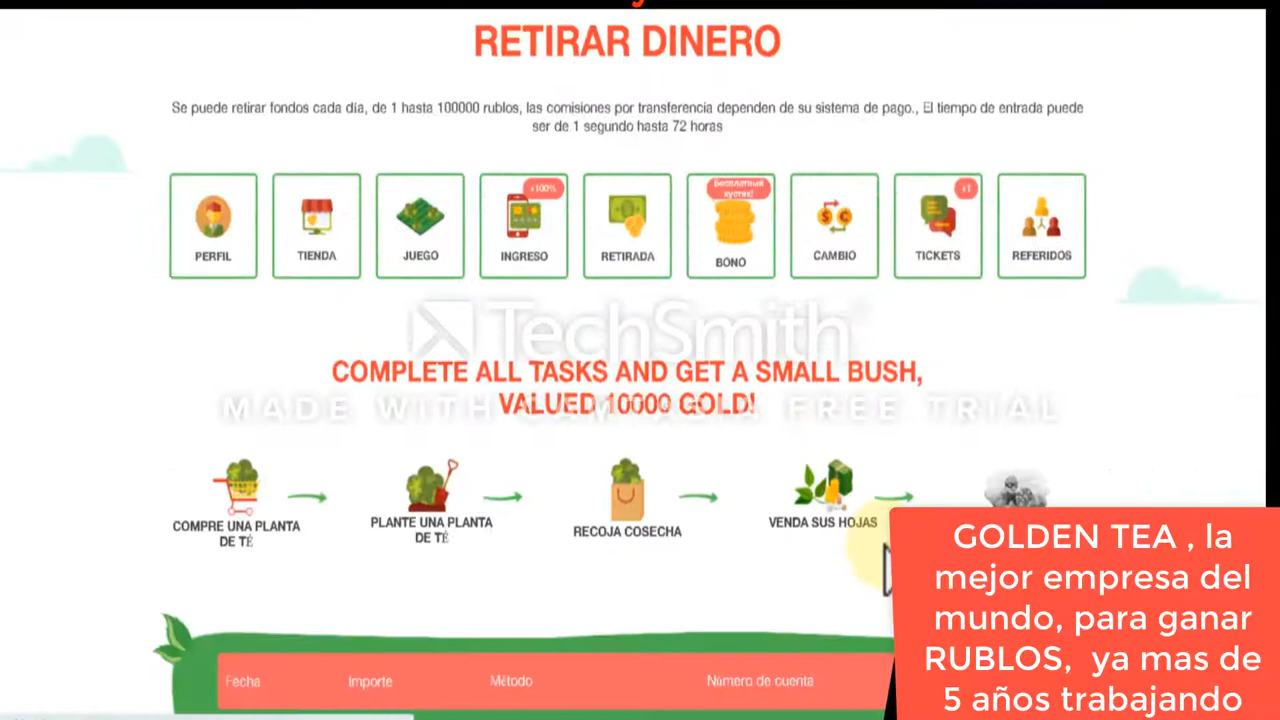 RETIRAR DINERO
Se puede retirar fondos cada día, de 1 hasta 100000 rublos, las comisiones por transferencia dependen de su sistema de pago., El tiempo de entrada puede
ser de 1 segundo hasta 72 horas
+100%
Бесплатный
кустик!
+1
PERFIL
TIENDA
JUEGO
INGRESO
RETIRADA
BONO
CAMBIO
TICKETS
REFERIDOS
TechSmith
COMPLETE ALL TASKS AND GET A SMALL BUSH,
VALUED 10000 GOLD!
MADE WITH CAMTASIA FREE TRIAL
COMPRE UNA PLANTA
DE TÉ
PLANTE UNA PLANTA
DE TÉ
RECOJA COSECHA
VENDA SUS HOJAS
GOLDEN TEA , la
mejor empresa del
mundo, para ganar
RUBLOS, ya mas de
5 años trabajando
Fecha
Importe
Método
Número de cuenta